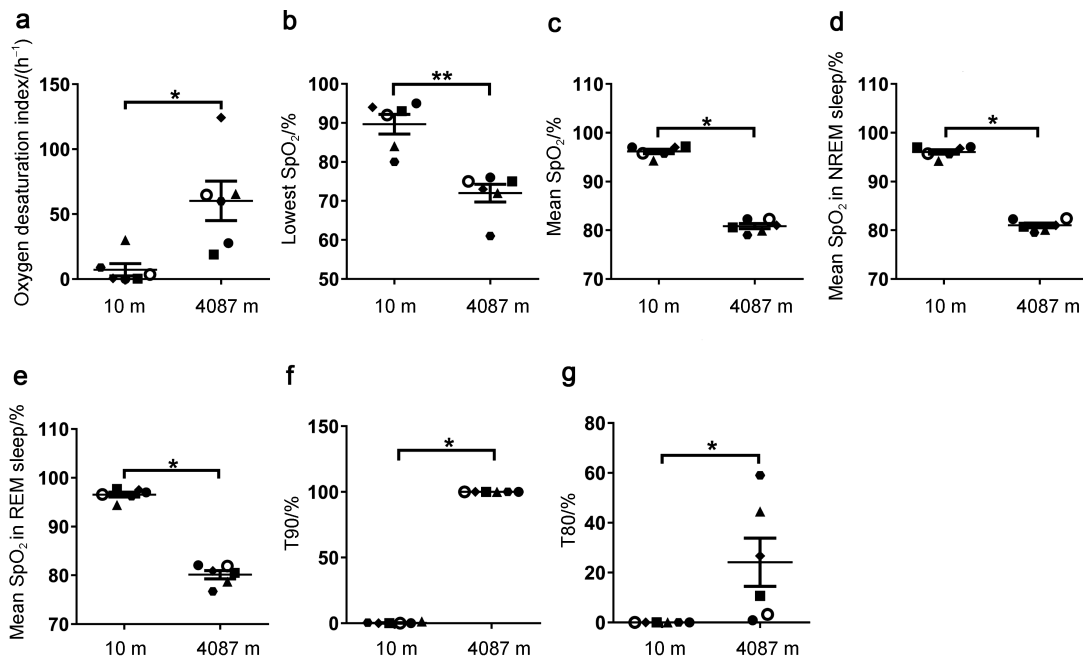 a
Oxygen desaturation index/(h⁻¹)
150
100
50
0
*
10 m 4087 m
b
Lowest SpO₂/%
100
90
80
70
60
50
**
10 m 4087 m
c
Mean SpO₂/%
110
100
90
80
70
*
10 m 4087 m
d
Mean SpO₂ in NREM sleep/%
110
100
90
80
70
*
10 m 4087 m
e
Mean SpO₂ in REM sleep/%
110
100
90
80
70
*
10 m 4087 m
f
T90/%
150
100
50
0
*
10 m 4087 m
g
T80/%
80
60
40
20
0
*
10 m 4087 m